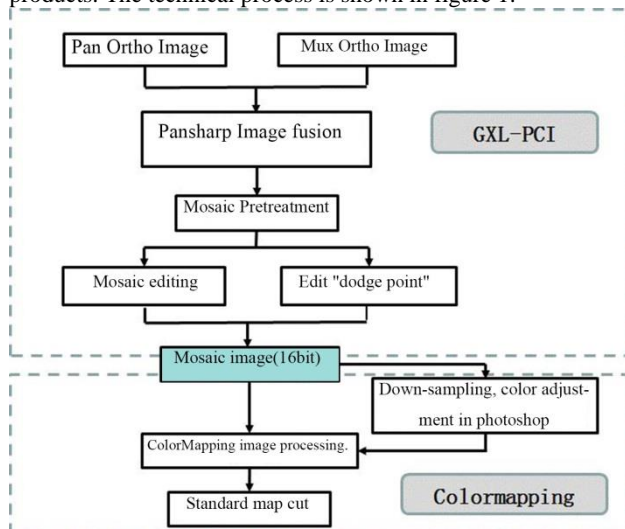 products. The technical process is shown in figure 1.
Pan Ortho Image
Mux Ortho Image
Pansharp Image fusion
GXL-PCI
Mosaic Pretreatment
Mosaic editing
Edit "dodge point"
Mosaic image(16bit)
Down-sampling, color adjust-
ment in photoshop
ColorMapping image processing.
Standard map cut
Colormapping